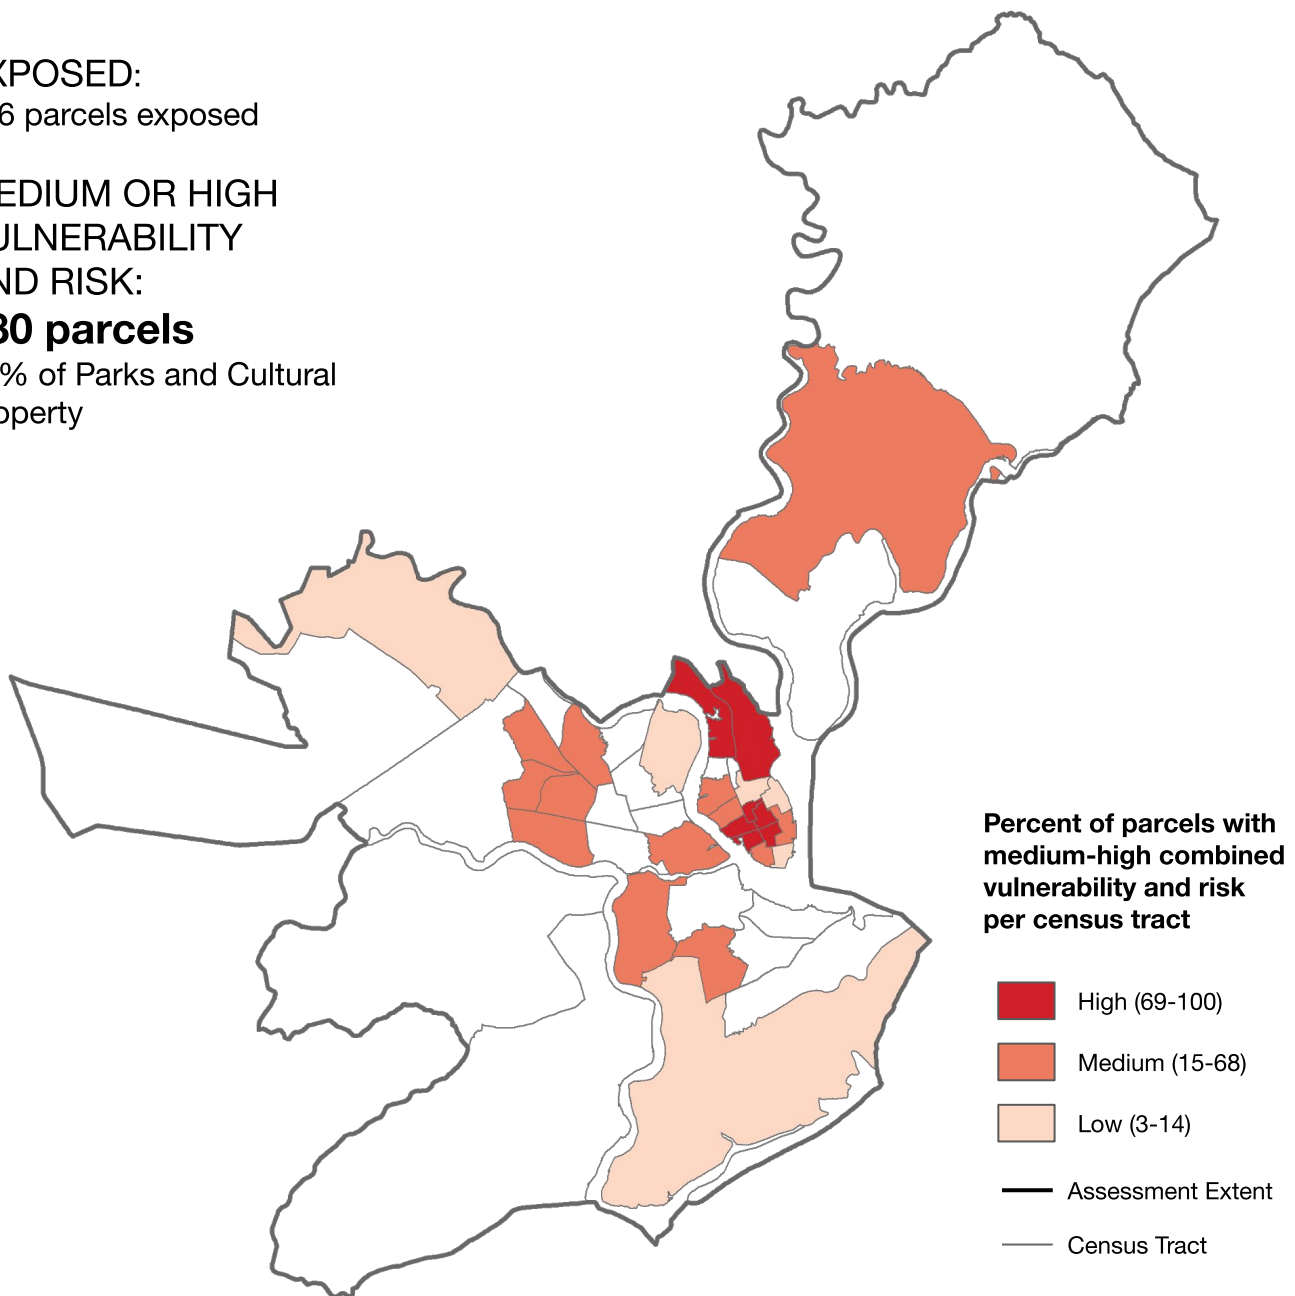 XPOSED:
6 parcels exposed
EDIUM OR HIGH
ULNERABILITY
ND RISK:
30 parcels
% of Parks and Cultural
operty
Percent of parcels with
medium-high combined
vulnerability and risk
per census tract
High (69-100)
Medium (15-68)
Low (3-14)
Assessment Extent
Census Tract